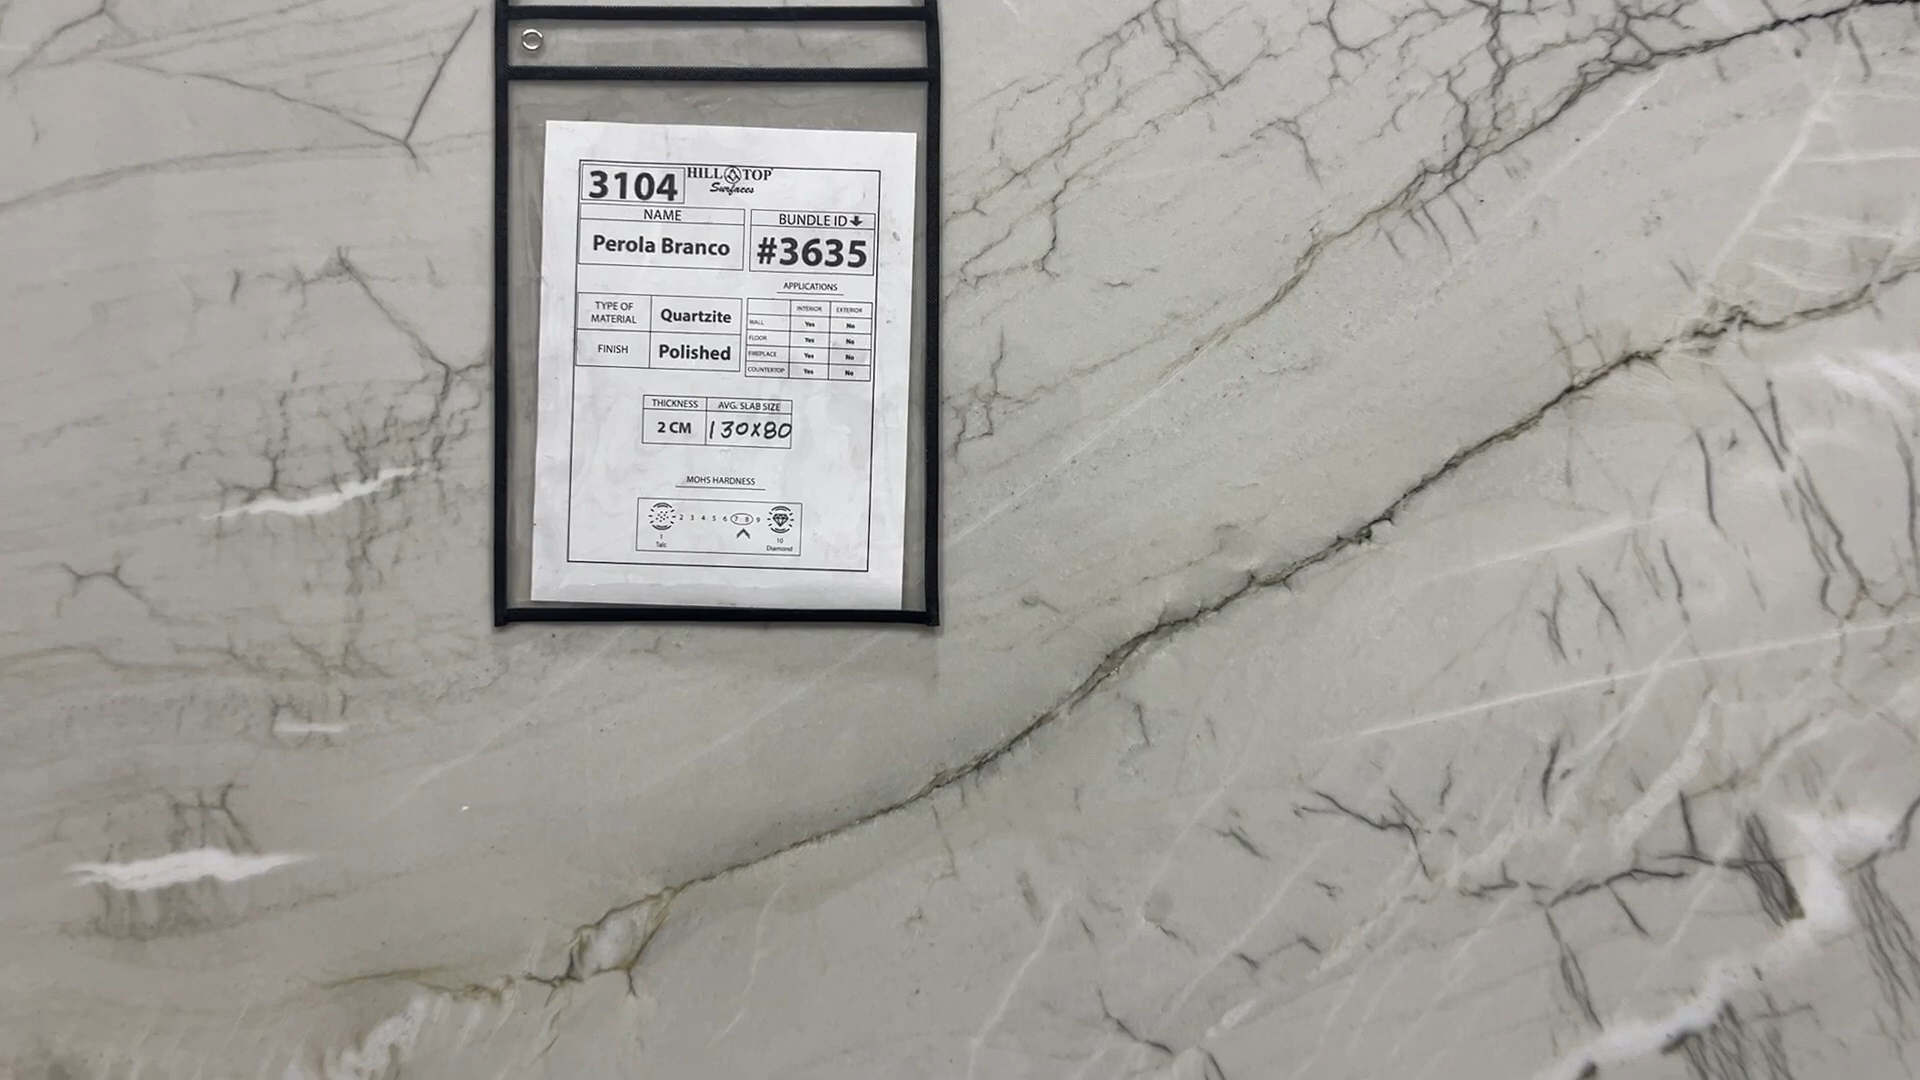 3104
HILL TOP
Surfaces
NAME
Perola Branco
BUNDLE ID
#3635
APPLICATIONS
INTERIOR EXTERIOR
WALL Yes No
FLOOR Yes No
FIREPLACE Yes No
COUNTERTOP Yes No
TYPE OF
MATERIAL
Quartzite
FINISH
Polished
THICKNESS AVG. SLAB SIZE
2 CM 130X80
MOHS HARDNESS
2 3 4 5 6 7 8 9
1 10
Talc Diamond